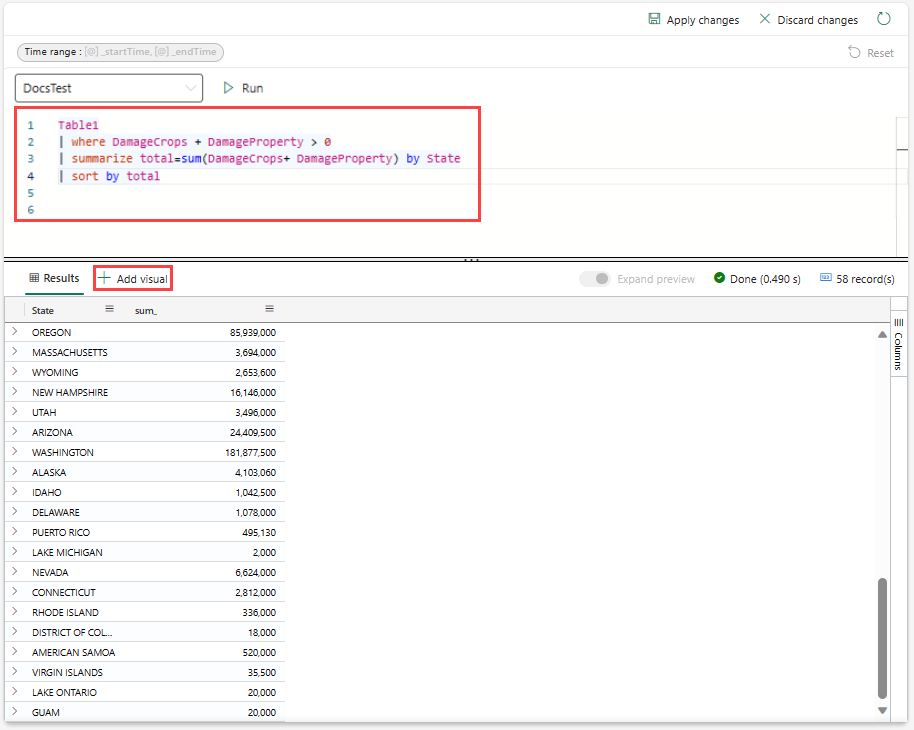 Apply changes Discard changes
Time range : [@] _startTime, [@] _endTime Reset
DocsTest Run
1 Table1
2 | where DamageCrops + DamageProperty > 0
3 | summarize total=sum(DamageCrops+ DamageProperty) by State
4 | sort by total
5
6
Results Add visual Expand preview Done (0.490 s) 58 record(s)
State sum_
Columns
OREGON 85,939,000
MASSACHUSETTS 3,694,000
WYOMING 2,653,600
NEW HAMPSHIRE 16,146,000
UTAH 3,496,000
ARIZONA 24,409,500
WASHINGTON 181,877,500
ALASKA 4,103,060
IDAHO 1,042,500
DELAWARE 1,078,000
PUERTO RICO 495,130
LAKE MICHIGAN 2,000
NEVADA 6,624,000
CONNECTICUT 2,812,000
RHODE ISLAND 336,000
DISTRICT OF COL... 18,000
AMERICAN SAMOA 520,000
VIRGIN ISLANDS 35,500
LAKE ONTARIO 20,000
GUAM 20,000